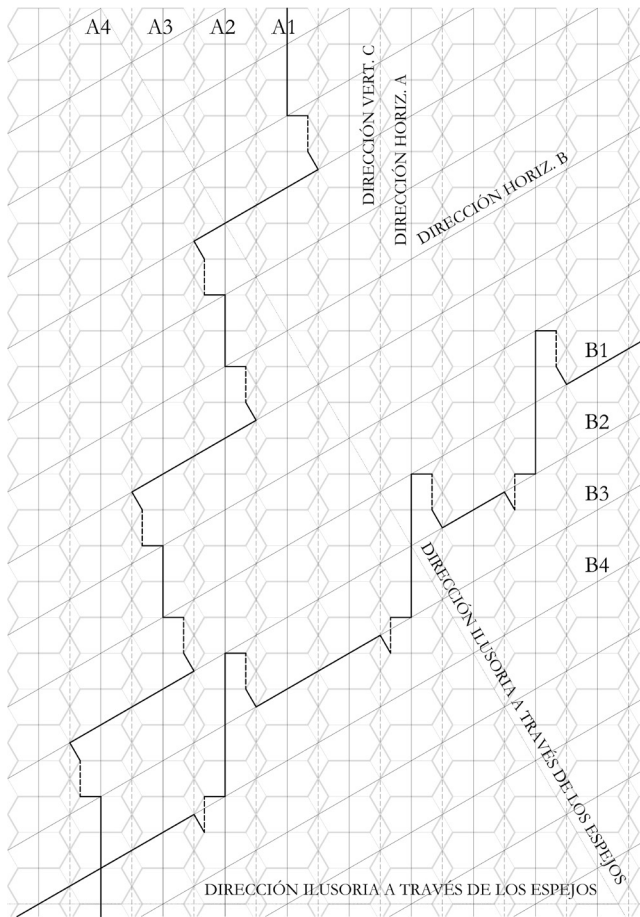 A4 A3 A2 A1
DIRECCIÓN VERT. C
DIRECCIÓN HORIZ. A
DIRECCIÓN HORIZ. B
B1
B2
B3
B4
DIRECCIÓN ILUSORIA A TRAVÉS DE LOS ESPEJOS
DIRECCIÓN ILUSORIA A TRAVÉS DE LOS ESPEJOS